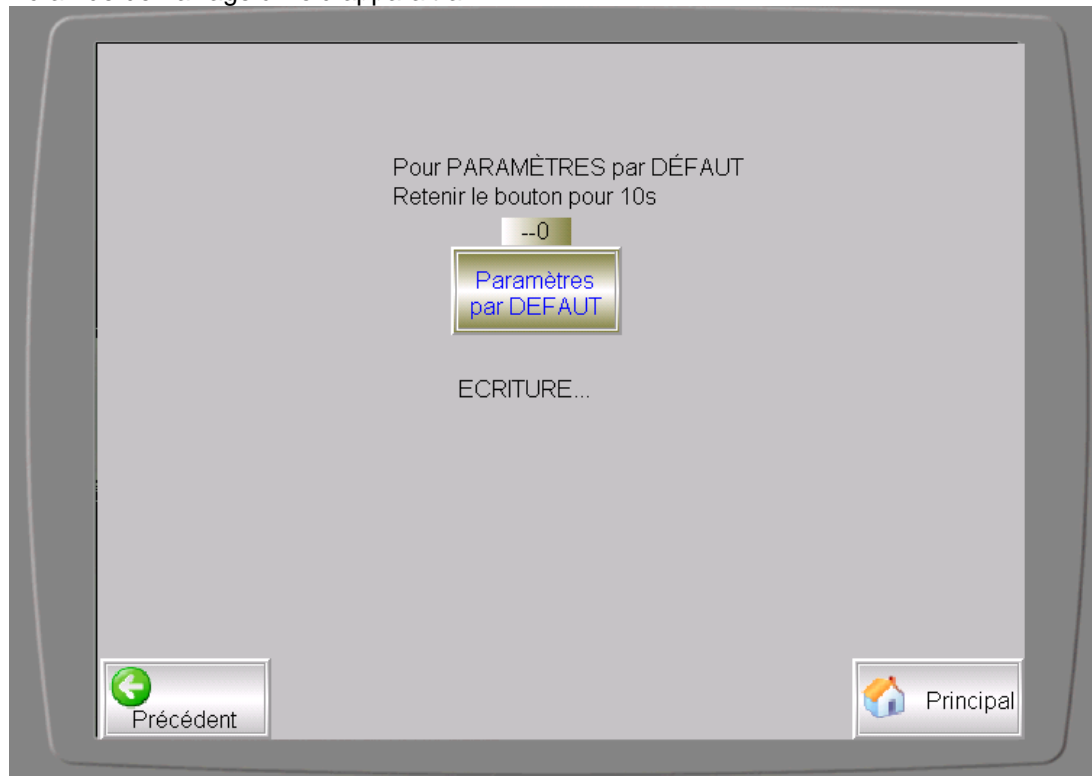 Pour PARAMÈTRES par DÉFAUT
Retenir le bouton pour 10s
--0
Paramètres
par DEFAUT
ECRITURE...
Précédent
Principal